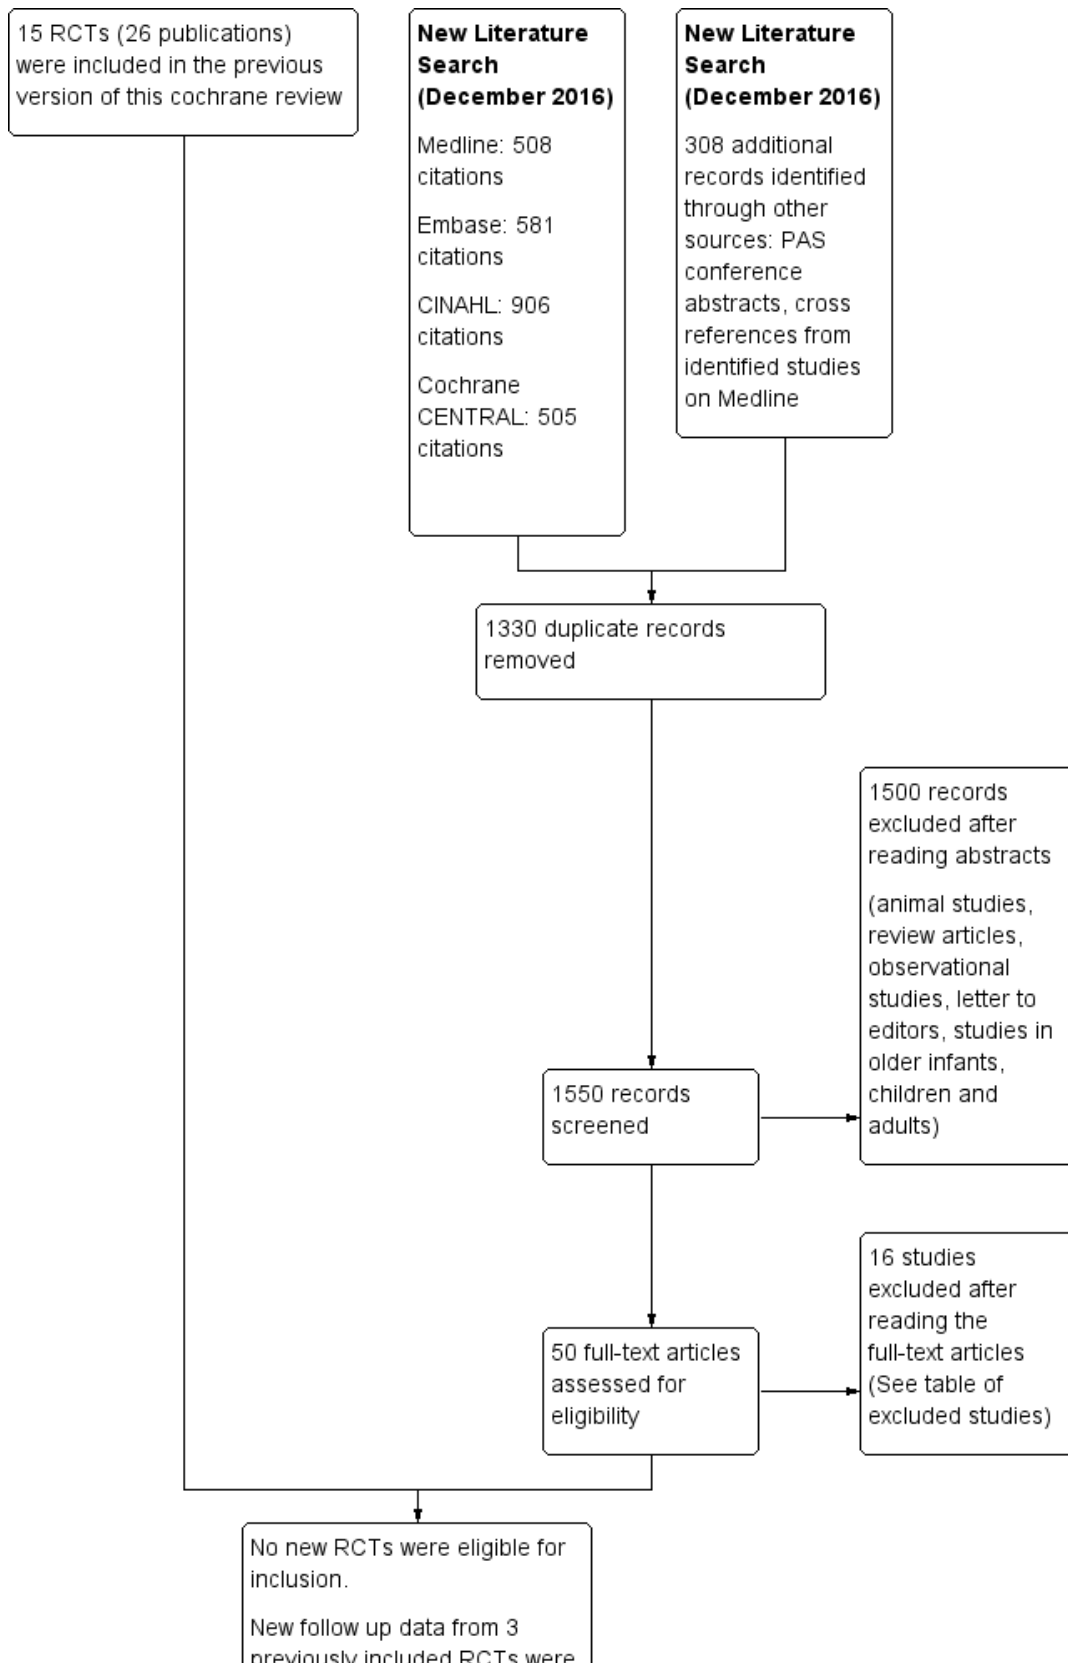 15 RCTs (26 publications)
were included in the previous
version of this cochrane review
New Literature
Search
(December 2016)
Medline: 508
citations
Embase: 581
citations
CINAHL: 906
citations
Cochrane
CENTRAL: 505
citations
New Literature
Search
(December 2016)
308 additional
records identified
through other
sources: PAS
conference
abstracts, cross
references from
identified studies
on Medline
1330 duplicate records
removed
1500 records
excluded after
reading abstracts
(animal studies,
review articles,
observational
studies, letter to
editors, studies in
older infants,
children and
adults)
1550 records
screened
16 studies
excluded after
reading the
full-text articles
(See table of
excluded studies)
50 full-text articles
assessed for
eligibility
No new RCTs were eligible for
inclusion.
New follow up data from 3
previously included RCTs were